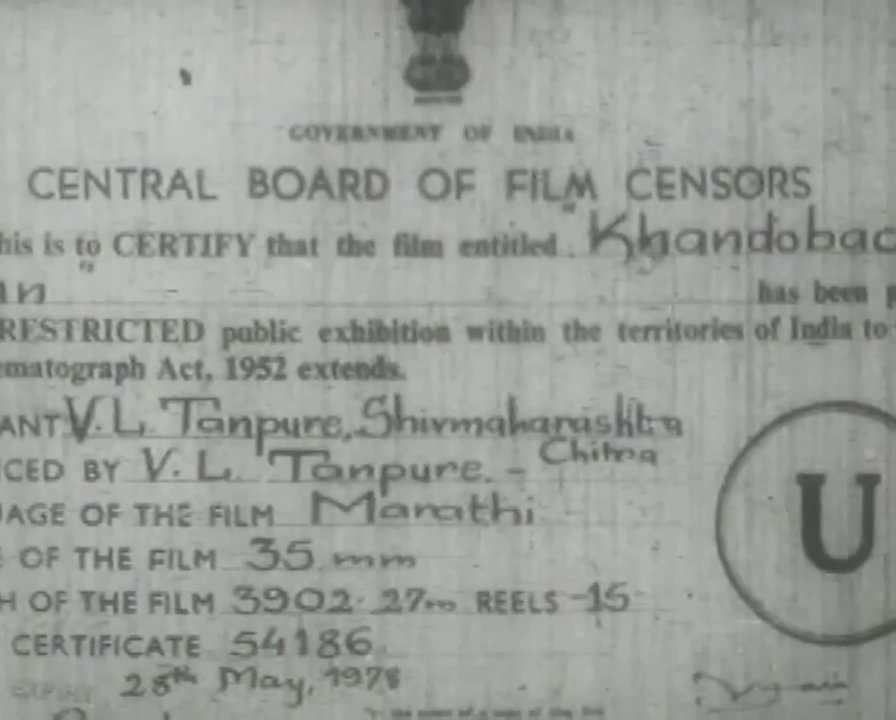 GOVERNMENT OF INDIA
CENTRAL BOARD OF FILM CENSORS
his is to CERTIFY that the film entitled "Khandobac
an has been
RESTRICTED public exhibition within the territories of India to
ematograph Act, 1952 extends.
ANT V. L. Tanpure, Shivmaharashtra
CED BY V. L. Tanpure. - Chitra
AGE OF THE FILM Marathi
OF THE FILM 35 mm
H OF THE FILM 3902.27m REELS -15
CERTIFICATE 54186
28th May, 1978
U